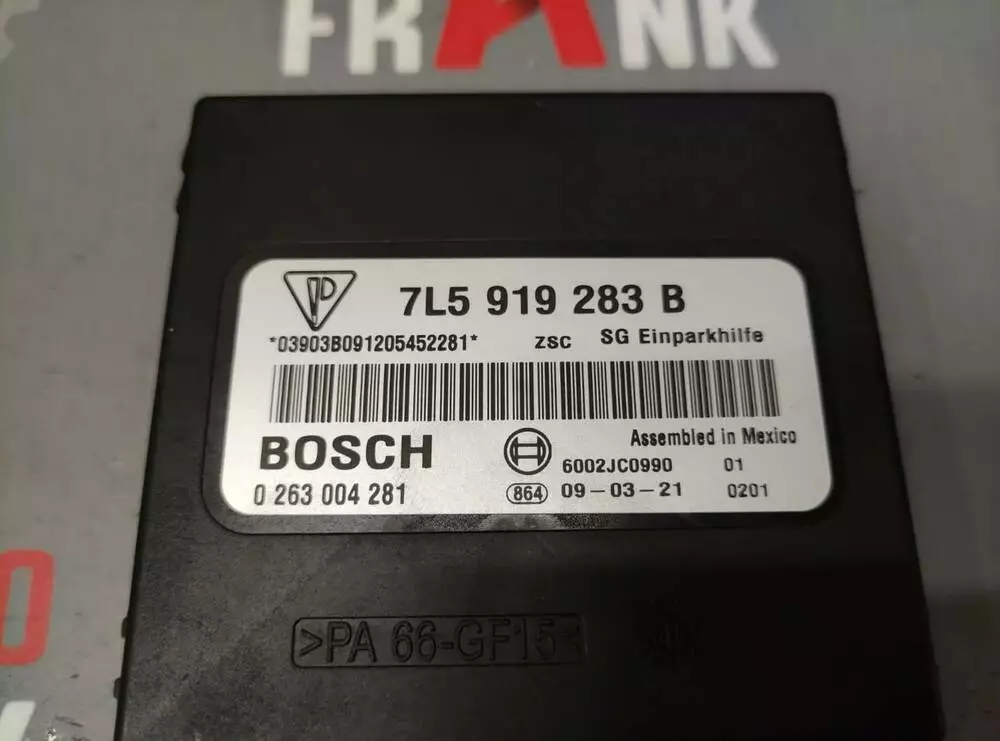 FRANK
7L5 919 283 B
*03903B091205452281* ZSC SG Einparkhilfe
Assembled in Mexico
BOSCH 6002JC0990 01
0 263 004 281 864 09-03-21 0201
>PA 66-GF15<